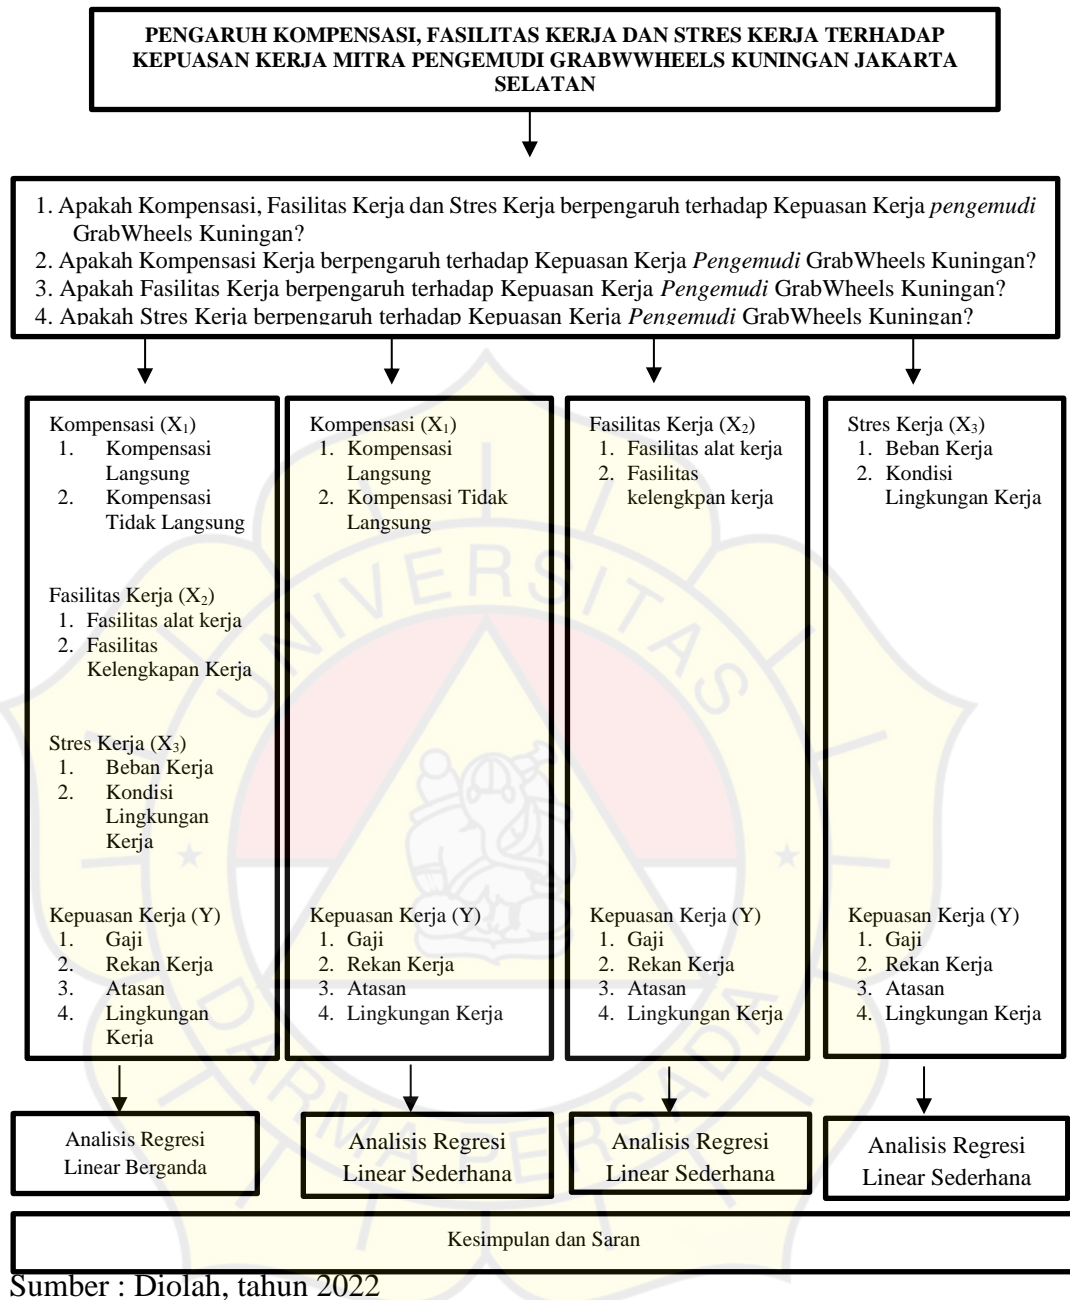 PENGARUH KOMPENSASI, FASILITAS KERJA DAN STRES KERJA TERHADAP
KEPUASAN KERJA MITRA PENGEMUDI GRABWWHEELS KUNINGAN JAKARTA
SELATAN
1. Apakah Kompensasi, Fasilitas Kerja dan Stres Kerja berpengaruh terhadap Kepuasan Kerja pengemudi
GrabWheels Kuningan?
2. Apakah Kompensasi Kerja berpengaruh terhadap Kepuasan Kerja Pengemudi GrabWheels Kuningan?
3. Apakah Fasilitas Kerja berpengaruh terhadap Kepuasan Kerja Pengemudi GrabWheels Kuningan?
4. Apakah Stres Kerja berpengaruh terhadap Kepuasan Kerja Pengemudi GrabWheels Kuningan?
Kompensasi (X₁)
1. Kompensasi
Langsung
2. Kompensasi
Tidak Langsung
Fasilitas Kerja (X₂)
1. Fasilitas alat kerja
2. Fasilitas
Kelengkapan Kerja
Stres Kerja (X₃)
1. Beban Kerja
2. Kondisi
Lingkungan
Kerja
Kepuasan Kerja (Y)
1. Gaji
2. Rekan Kerja
3. Atasan
4. Lingkungan
Kerja
Kompensasi (X₁)
1. Kompensasi
Langsung
2. Kompensasi Tidak
Langsung
Kepuasan Kerja (Y)
1. Gaji
2. Rekan Kerja
3. Atasan
4. Lingkungan Kerja
Fasilitas Kerja (X₂)
1. Fasilitas alat kerja
2. Fasilitas
kelengkpan kerja
Kepuasan Kerja (Y)
1. Gaji
2. Rekan Kerja
3. Atasan
4. Lingkungan Kerja
Stres Kerja (X₃)
1. Beban Kerja
2. Kondisi
Lingkungan Kerja
Kepuasan Kerja (Y)
1. Gaji
2. Rekan Kerja
3. Atasan
4. Lingkungan Kerja
Analisis Regresi
Linear Berganda
Analisis Regresi
Linear Sederhana
Analisis Regresi
Linear Sederhana
Analisis Regresi
Linear Sederhana
Kesimpulan dan Saran
Sumber : Diolah, tahun 2022
UNIVERSITAS
DARMA PERSADA